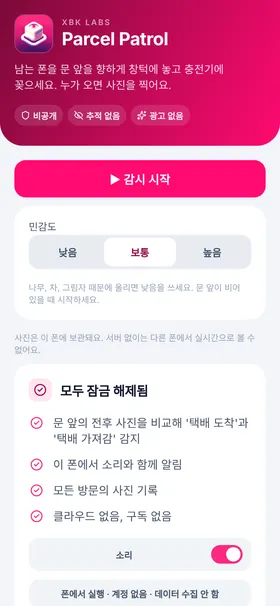 XBK LABS
Parcel Patrol
남는 폰을 문 앞을 향하게 창턱에 놓고 충전기에
꽂으세요. 누가 오면 사진을 찍어요.
비공개
추적 없음
광고 없음
▶ 감시 시작
민감도
낮음
보통
높음
나무, 차, 그림자 때문에 울리면 낮음을 쓰세요. 문 앞이 비어
있을 때 시작하세요.
사진은 이 폰에 보관돼요. 서버 없이는 다른 폰에서 실시간으로 볼 수
없어요.
모두 잠금 해제됨
문 앞의 전후 사진을 비교해 '택배 도착'과
'택배 가져감' 감지
이 폰에서 소리와 함께 알림
모든 방문의 사진 기록
클라우드 없음, 구독 없음
소리
폰에서 실행 · 계정 없음 · 데이터 수집 안 함